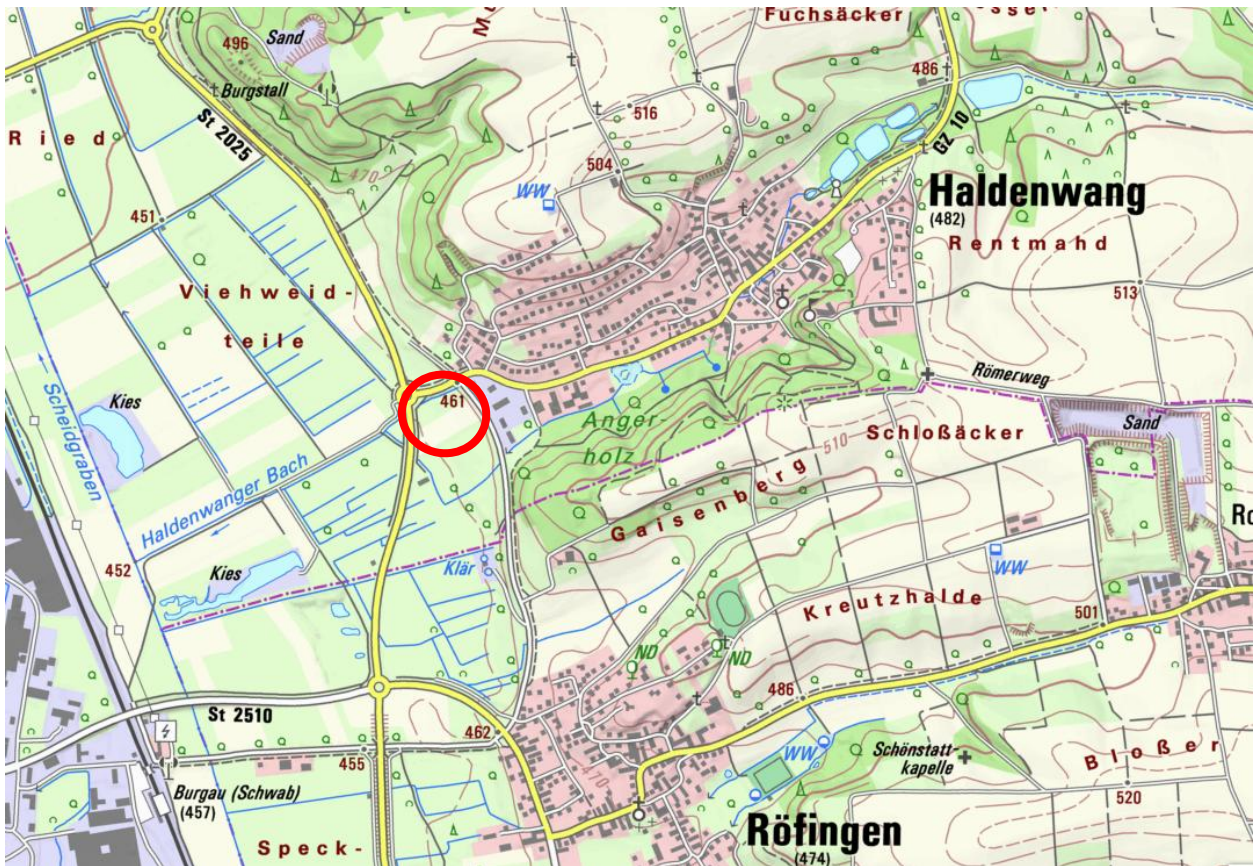 Fuchsäcker
496
Sand
486
Burgstall
516
Ried
St 2025
GZ 10
470
504
WW
Haldenwang
(482)
451
Rentmahd
Viehweid-
teile
513
Römerweg
Scheidgraben
Kies
461
Sand
Anger-
holz
510
Schloßäcker
Gaisenberg
Haldenwanger Bach
452
Kies
Klär
WW
Kreutzhalde
501
ND
ND
486
St 2510
462
455
WW
Schönstatt-
kapelle
Bloßer
Burgau (Schwab)
(457)
520
Röfingen
(474)
Speck-